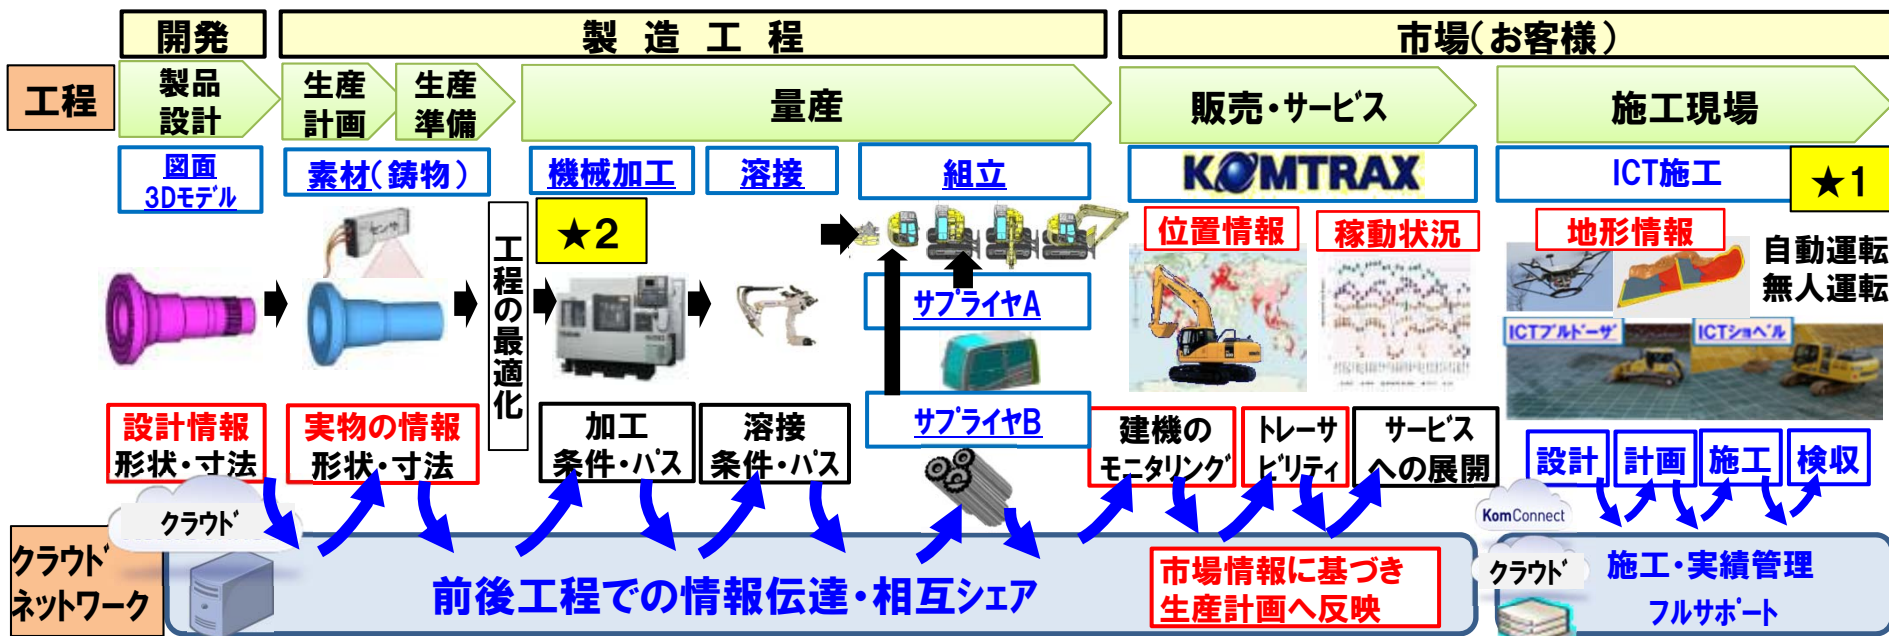 開発
製造工程
市場(お客様)
工程
製品
設計
生産
計画
生産
準備
量産
販売・サービス
施工現場
図面
3Dモデル
素材(鋳物)
機械加工
溶接
組立
KOMTRAX
ICT施工
★1
センサ
工程の最適化
★2
サプライヤA
サプライヤB
位置情報
稼動状況
地形情報
自動運転
無人運転
ICTブルドーザ
ICTショベル
設計情報
形状・寸法
実物の情報
形状・寸法
加工
条件・パス
溶接
条件・パス
建機の
モニタリング
トレーサ
ビリティ
サービス
への展開
設計
計画
施工
検収
クラウド
KomConnect
クラウド
ネットワーク
前後工程での情報伝達・相互シェア
市場情報に基づき
生産計画へ反映
クラウド
施工・実績管理
フルサポート